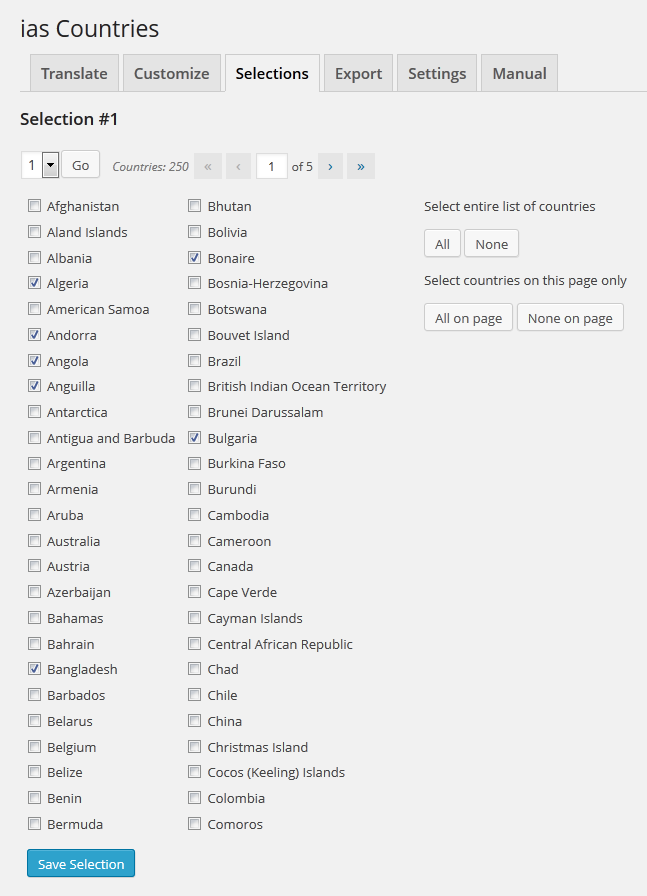 ias Countries
Translate Customize Selections Export Settings Manual
Selection #1
1 Go Countries: 250 « ‹ 1 of 5 › »
Afghanistan
Aland Islands
Albania
Algeria
American Samoa
Andorra
Angola
Anguilla
Antarctica
Antigua and Barbuda
Argentina
Armenia
Aruba
Australia
Austria
Azerbaijan
Bahamas
Bahrain
Bangladesh
Barbados
Belarus
Belgium
Belize
Benin
Bermuda
Bhutan
Bolivia
Bonaire
Bosnia-Herzegovina
Botswana
Bouvet Island
Brazil
British Indian Ocean Territory
Brunei Darussalam
Bulgaria
Burkina Faso
Burundi
Cambodia
Cameroon
Canada
Cape Verde
Cayman Islands
Central African Republic
Chad
Chile
China
Christmas Island
Cocos (Keeling) Islands
Colombia
Comoros
Select entire list of countries
All None
Select countries on this page only
All on page None on page
Save Selection